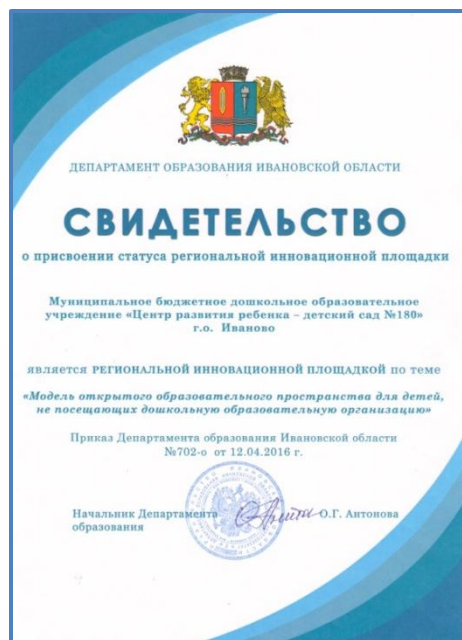 ДЕПАРТАМЕНТ ОБРАЗОВАНИЯ ИВАНОВСКОЙ ОБЛАСТИ
СВИДЕТЕЛЬСТВО
о присвоении статуса региональной инновационной площадки
Муниципальное бюджетное дошкольное образовательное
учреждение «Центр развития ребенка – детский сад №180»
г.о. Иваново
является РЕГИОНАЛЬНОЙ ИННОВАЦИОННОЙ ПЛОЩАДКОЙ по теме
«Модель открытого образовательного пространства для детей,
не посещающих дошкольную образовательную организацию»
Приказ Департамента образования Ивановской области
№702-о от 12.04.2016 г.
Начальник Департамента О.Г. Антонова
образования